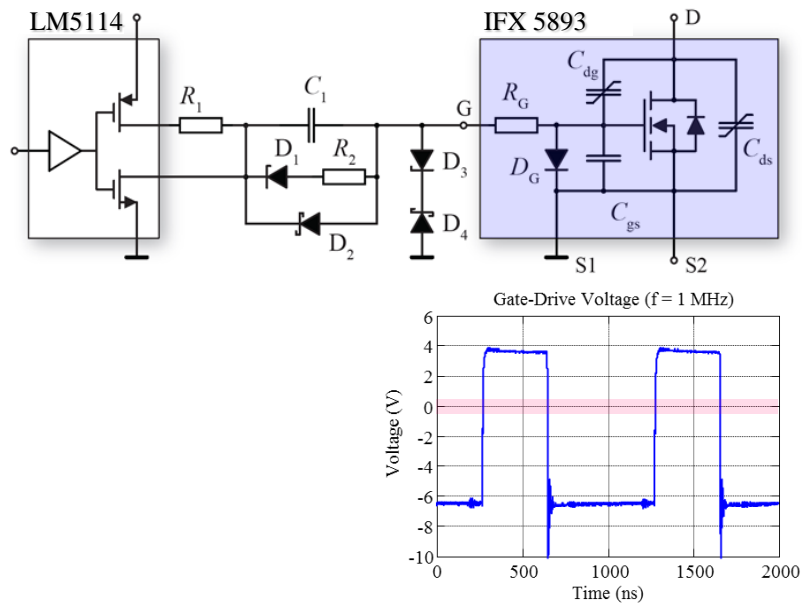 LM5114
IFX 5893
D
R1
C1
G
RG
Cdg
D1
R2
D3
DG
Cds
D2
D4
Cgs
S1
S2
Gate-Drive Voltage (f = 1 MHz)
Voltage (V)
6
4
2
0
-2
-4
-6
-8
-10
0 500 1000 1500 2000
Time (ns)